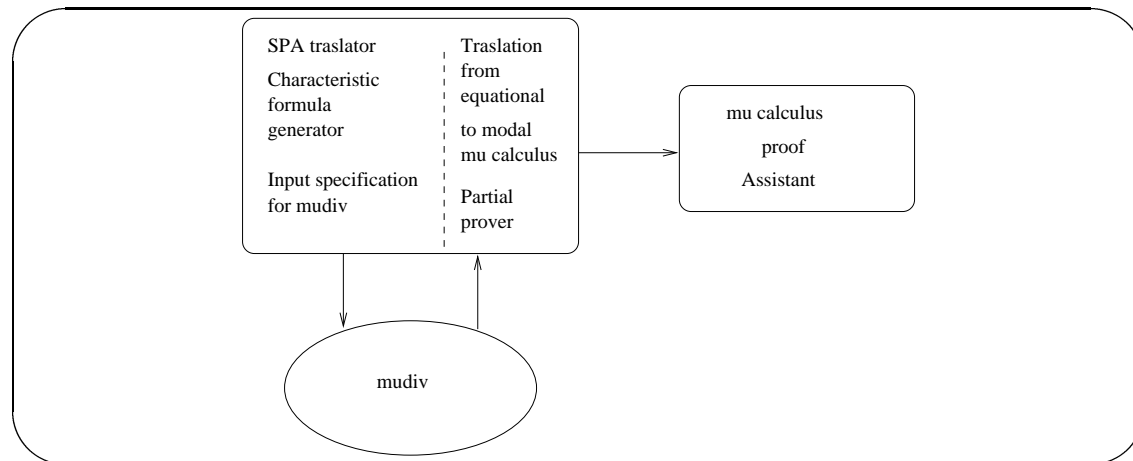 SPA traslator
Characteristic
formula
generator
Input specification
for mudiv
Traslation
from
equational
to modal
mu calculus
Partial
prover
mu calculus
proof
Assistant
mudiv